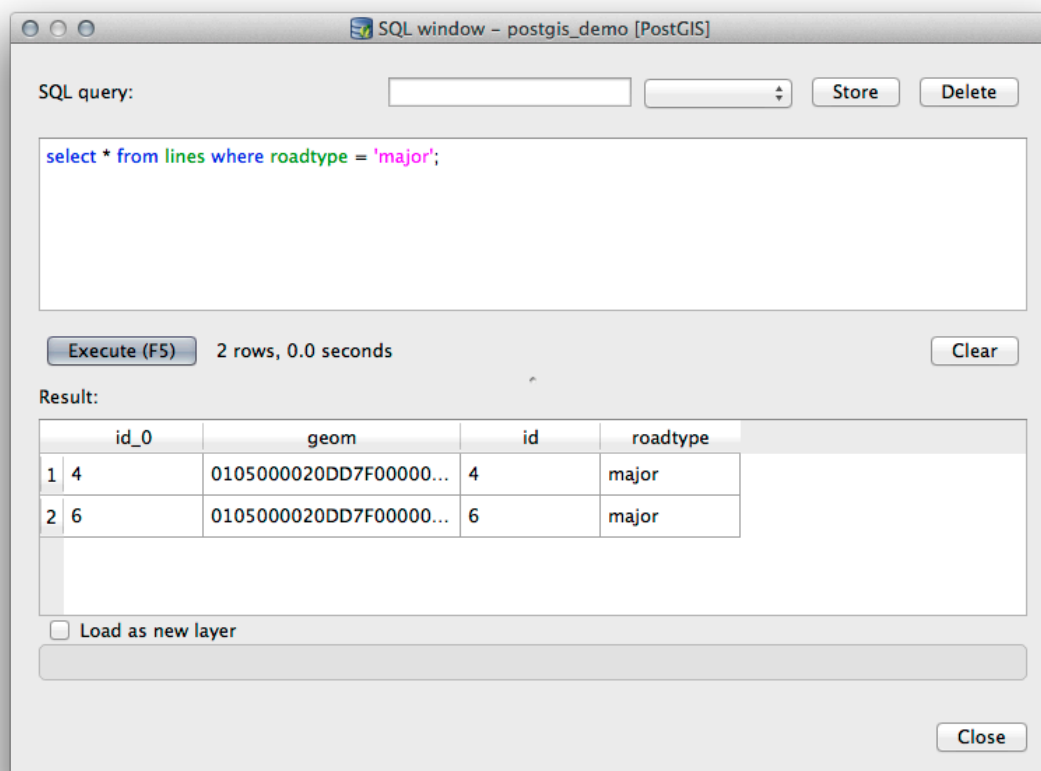 SQL window – postgis_demo [PostGIS]
SQL query: Store Delete
select * from lines where roadtype = 'major';
Execute (F5) 2 rows, 0.0 seconds Clear
Result:
id_0 geom id roadtype
1 4 0105000020DD7F00000... 4 major
2 6 0105000020DD7F00000... 6 major
Load as new layer
Close